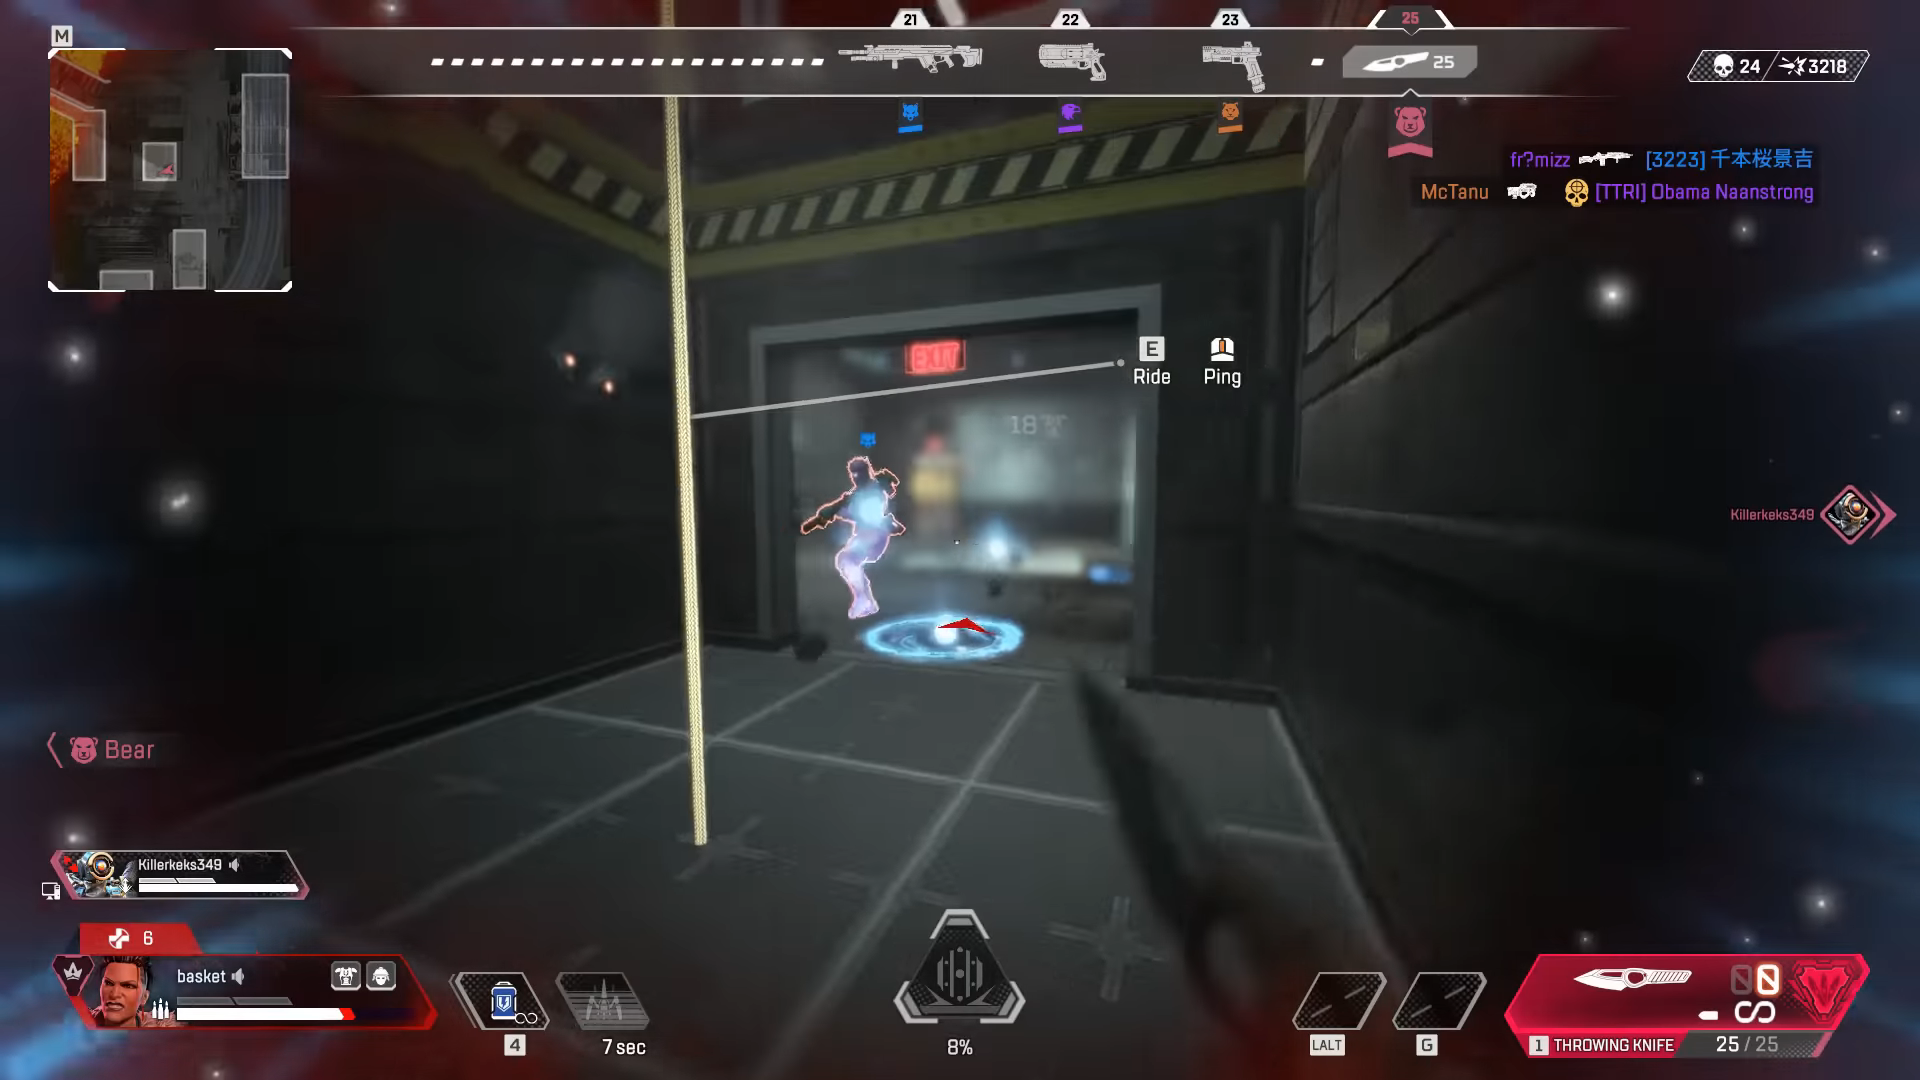 M
21 22 23 25
25
24 3218
fr?mizz [3223] 千本桜景吉
McTanu [TTRI] Obama Naanstrong
EXIT
E
Ride Ping
Killerkeks349
Bear
Killerkeks349
6
basket
4
7 sec
8%
LALT
G
00
1 THROWING KNIFE 25/25